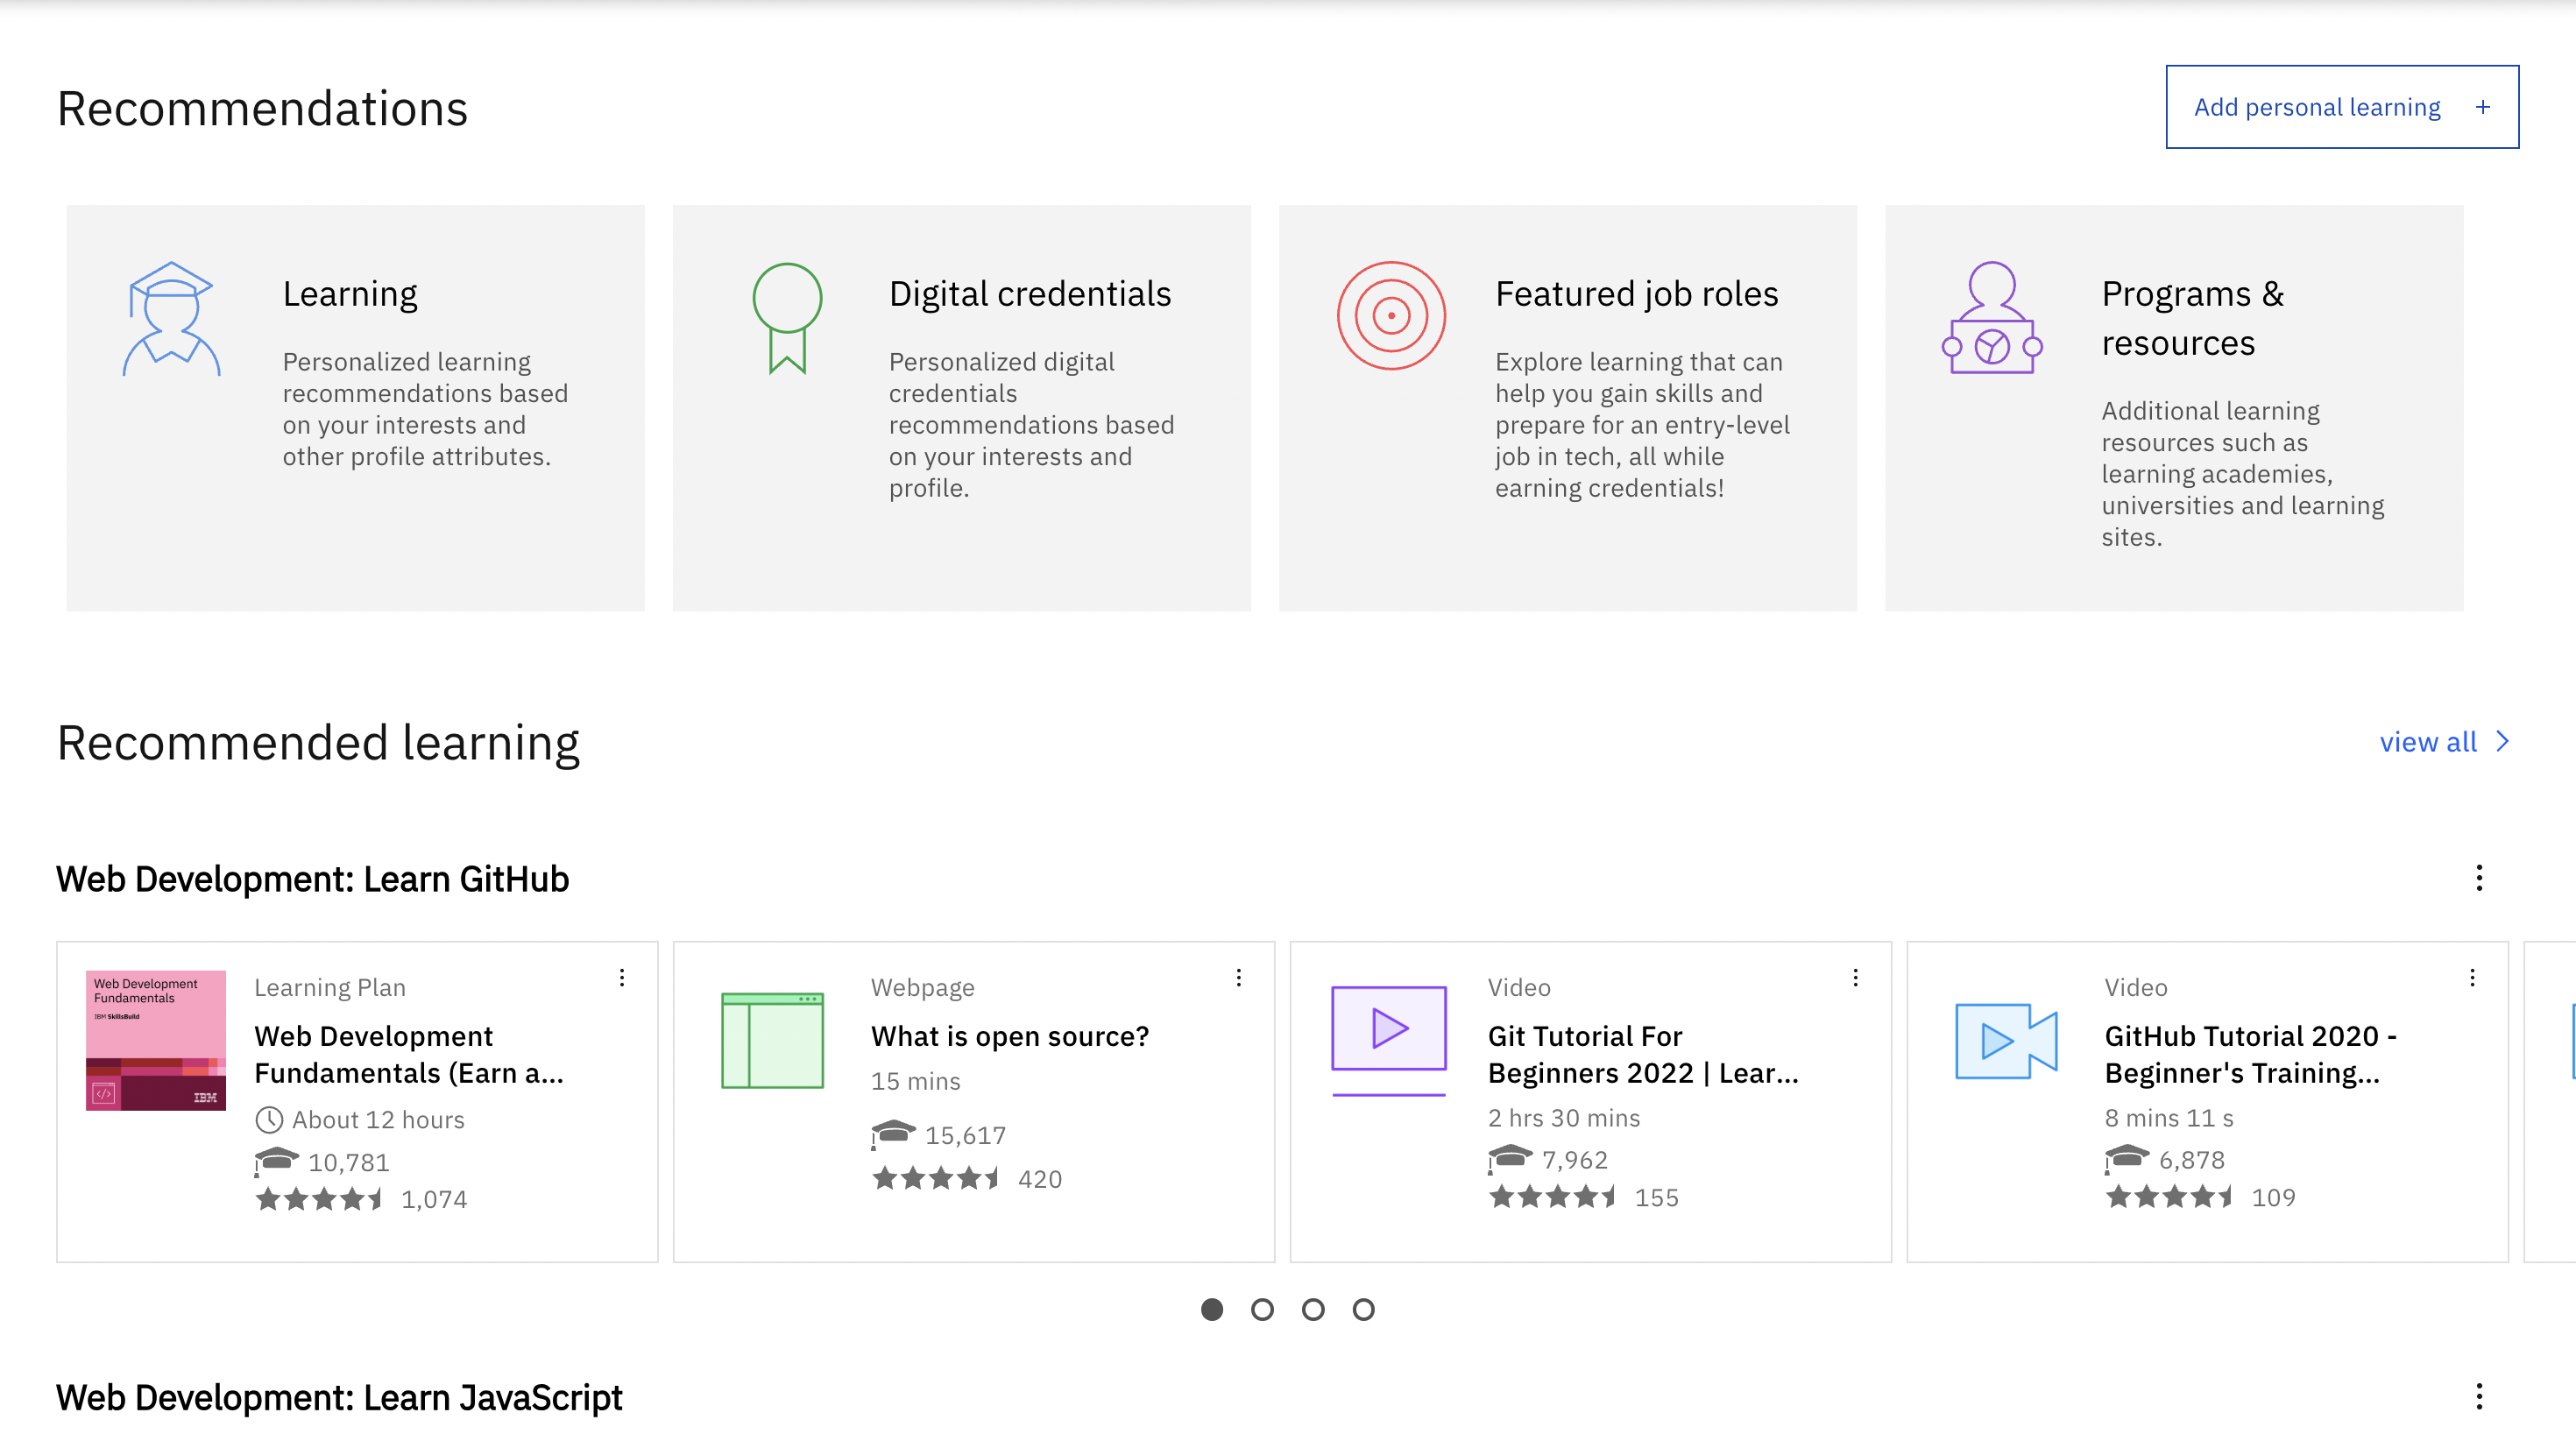 Recommendations
Add personal learning +
Learning
Personalized learning
recommendations based
on your interests and
other profile attributes.
Digital credentials
Personalized digital
credentials
recommendations based
on your interests and
profile.
Featured job roles
Explore learning that can
help you gain skills and
prepare for an entry-level
job in tech, all while
earning credentials!
Programs &
resources
Additional learning
resources such as
learning academies,
universities and learning
sites.
Recommended learning
view all
Web Development: Learn GitHub
Web Development
Fundamentals
IBM SkillsBuild
</>
IBM
Learning Plan
Web Development
Fundamentals (Earn a...
About 12 hours
10,781
1,074
Webpage
What is open source?
15 mins
15,617
420
Video
Git Tutorial For
Beginners 2022 | Lear...
2 hrs 30 mins
7,962
155
Video
GitHub Tutorial 2020 -
Beginner's Training...
8 mins 11 s
6,878
109
Web Development: Learn JavaScript